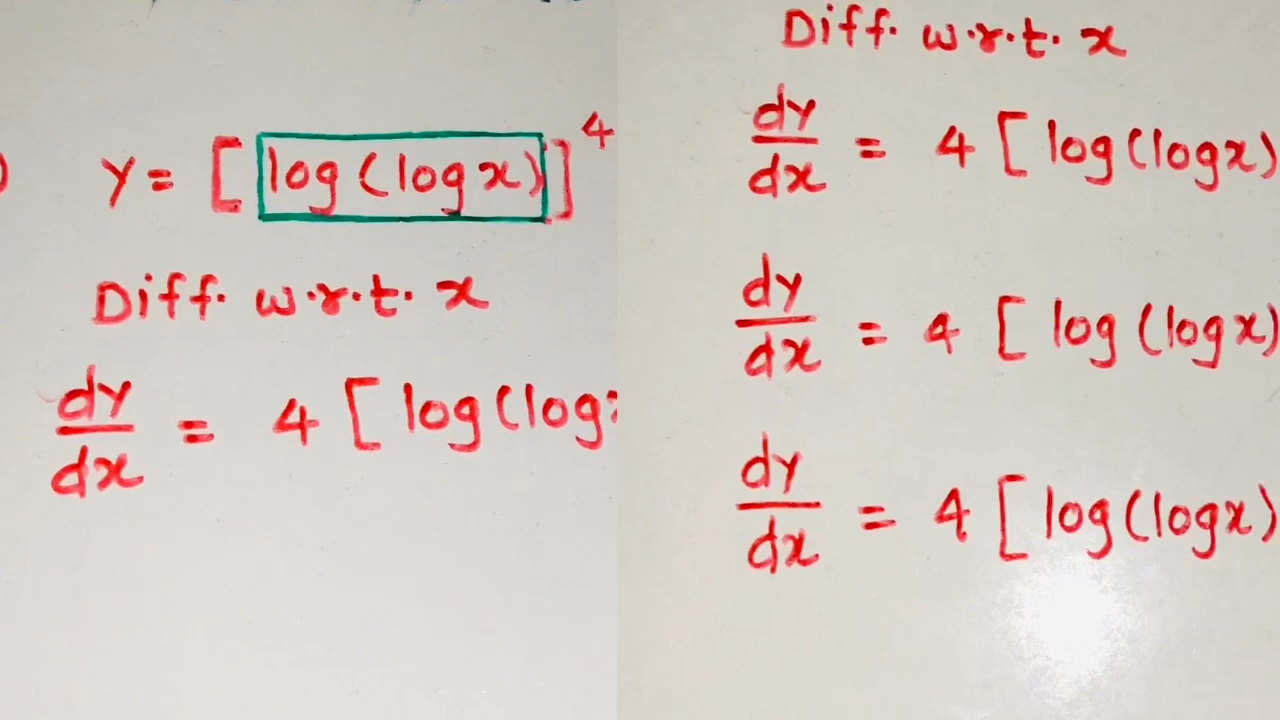 ) y = [log(log x)]^4
Diff. w.r.t. x
dy/dx = 4 [log(log x
Diff. w.r.t. x
dy/dx = 4 [log(log x)
dy/dx = 4 [log(log x)
dy/dx = 4 [log(log x)